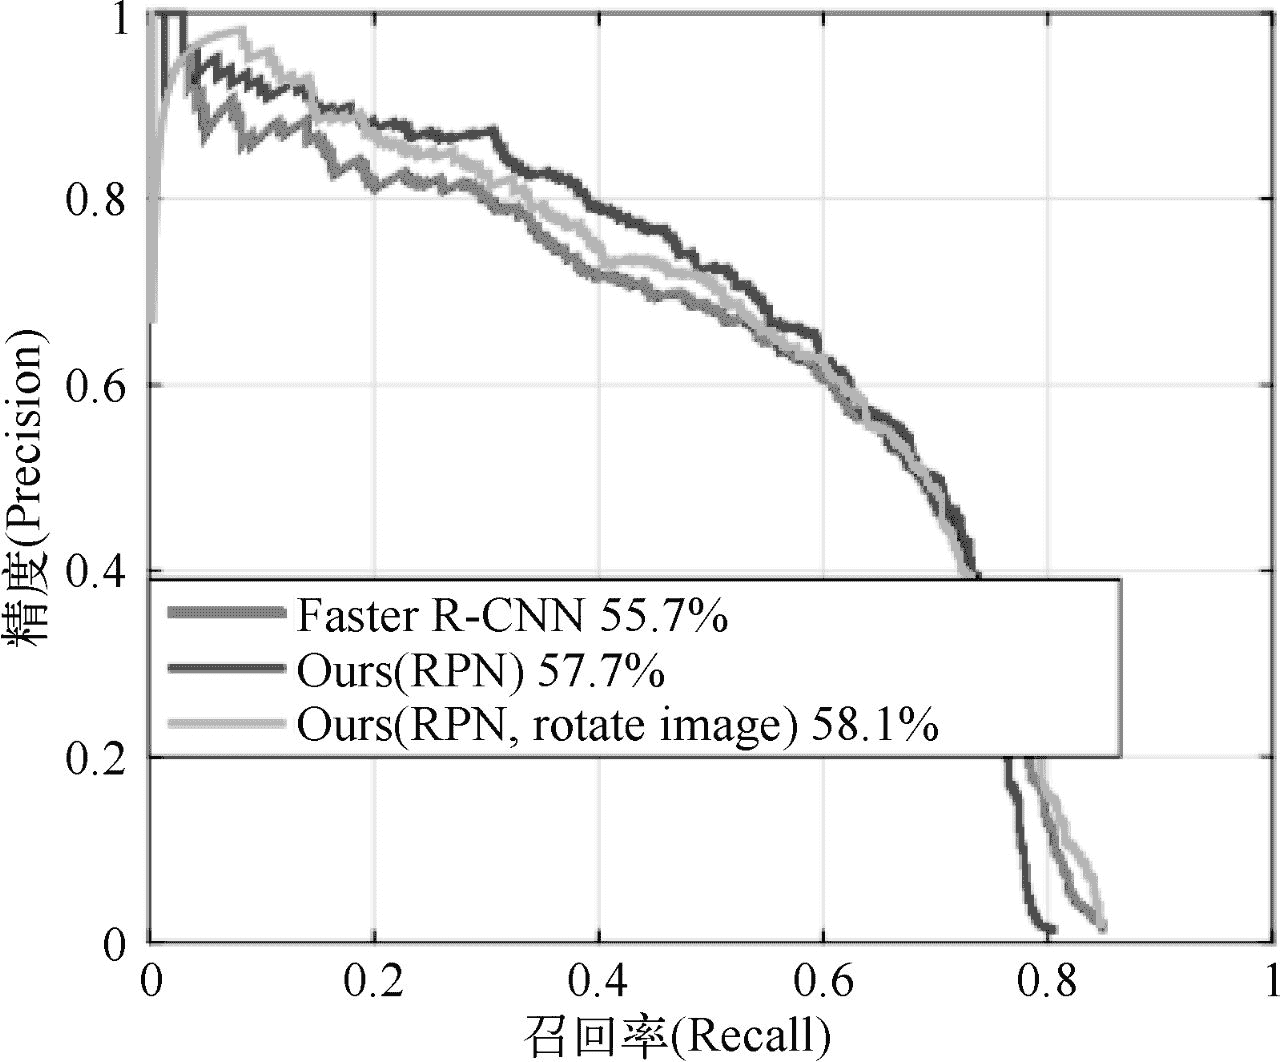 1
0.8
0.6
0.4
0.2
0
精度(Precision)
Faster R-CNN 55.7%
Ours(RPN) 57.7%
Ours(RPN, rotate image) 58.1%
0 0.2 0.4 0.6 0.8 1
召回率(Recall)